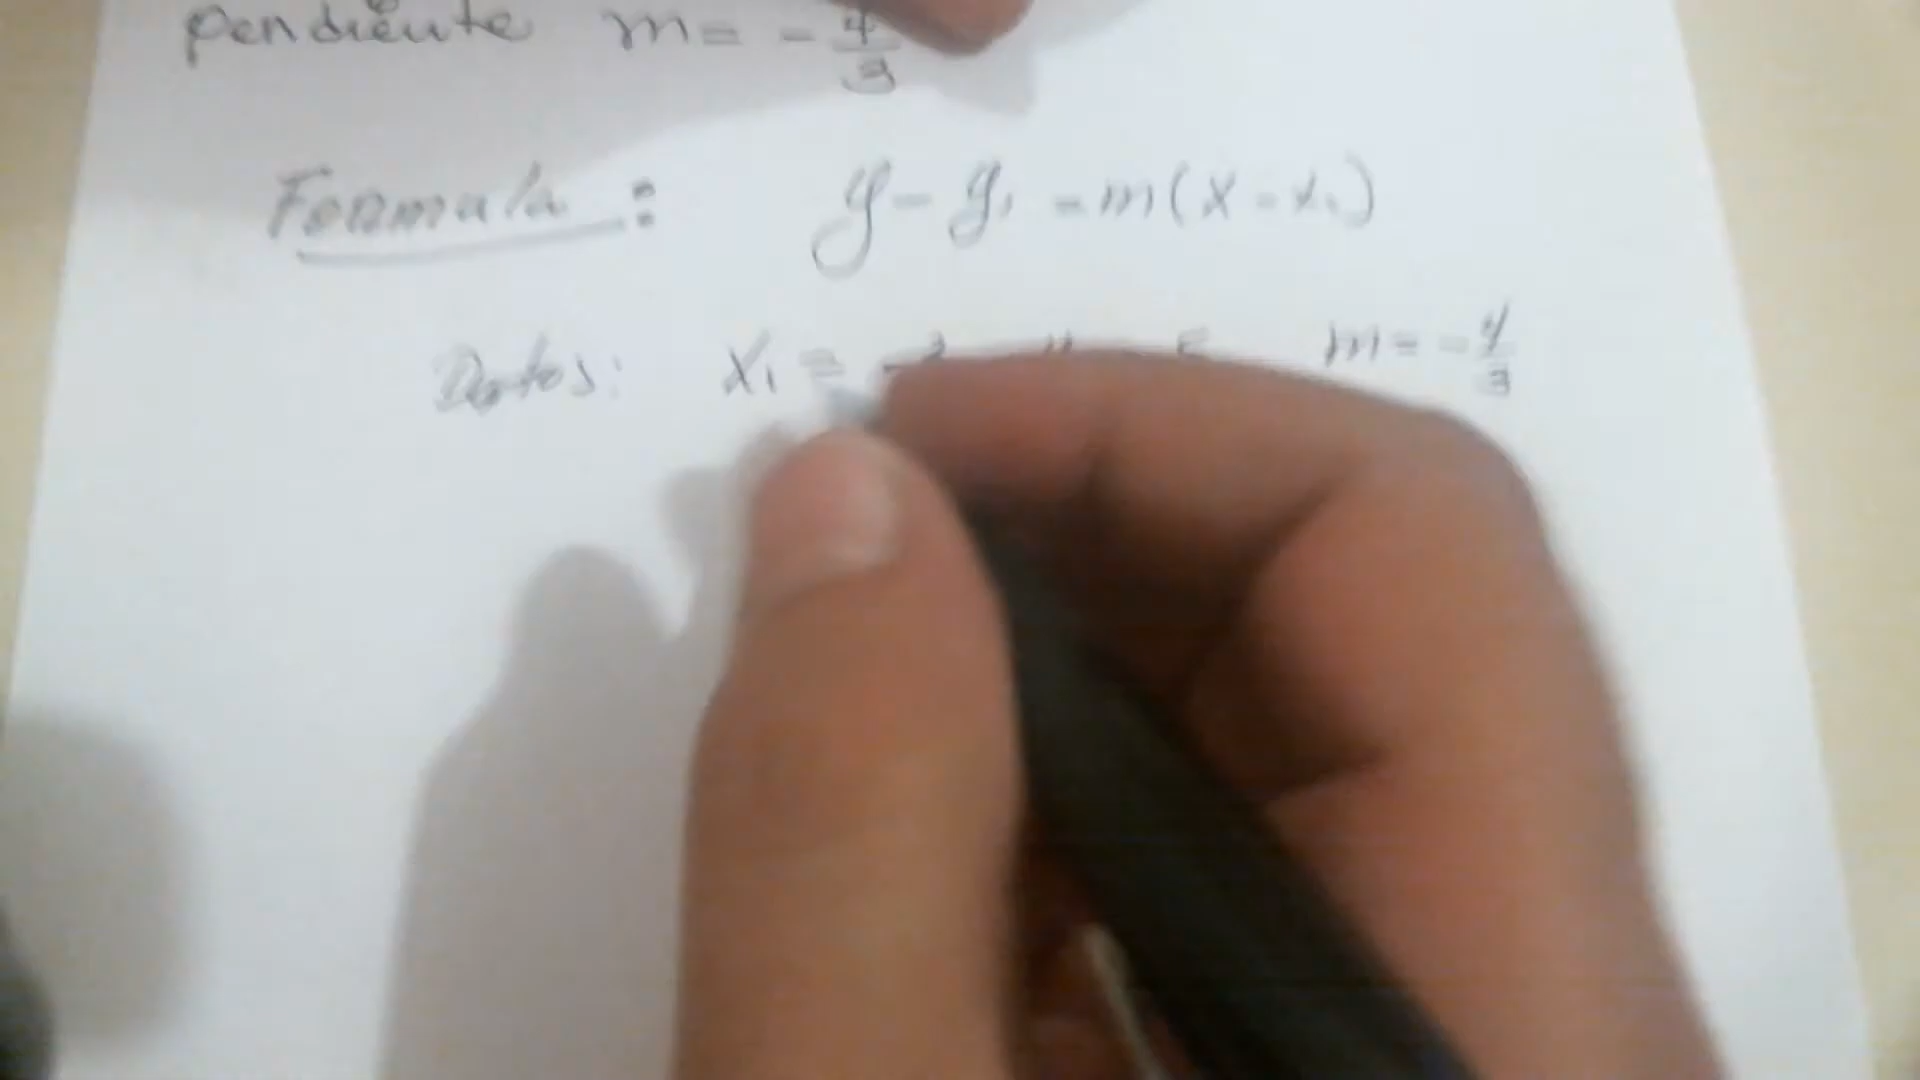 pendiente m = - 4/3
Formula: y - y₁ = m(x - x₁)
Datos: x₁ = m = - 4/3